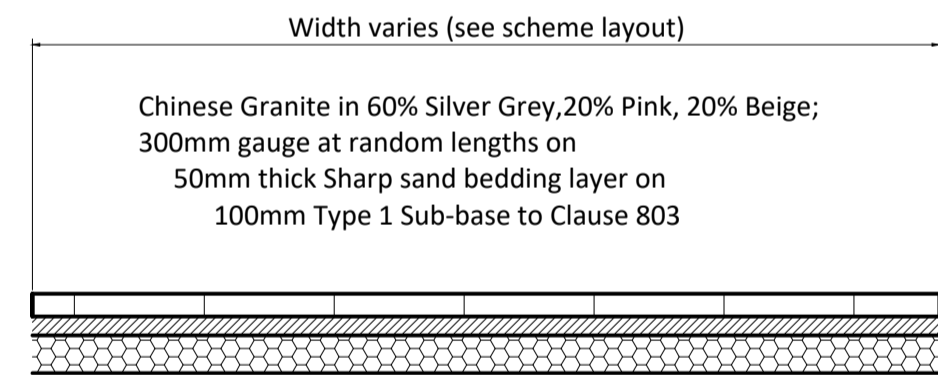 Width varies (see scheme layout)
Chinese Granite in 60% Silver Grey,20% Pink, 20% Beige;
300mm gauge at random lengths on
50mm thick Sharp sand bedding layer on
100mm Type 1 Sub-base to Clause 803